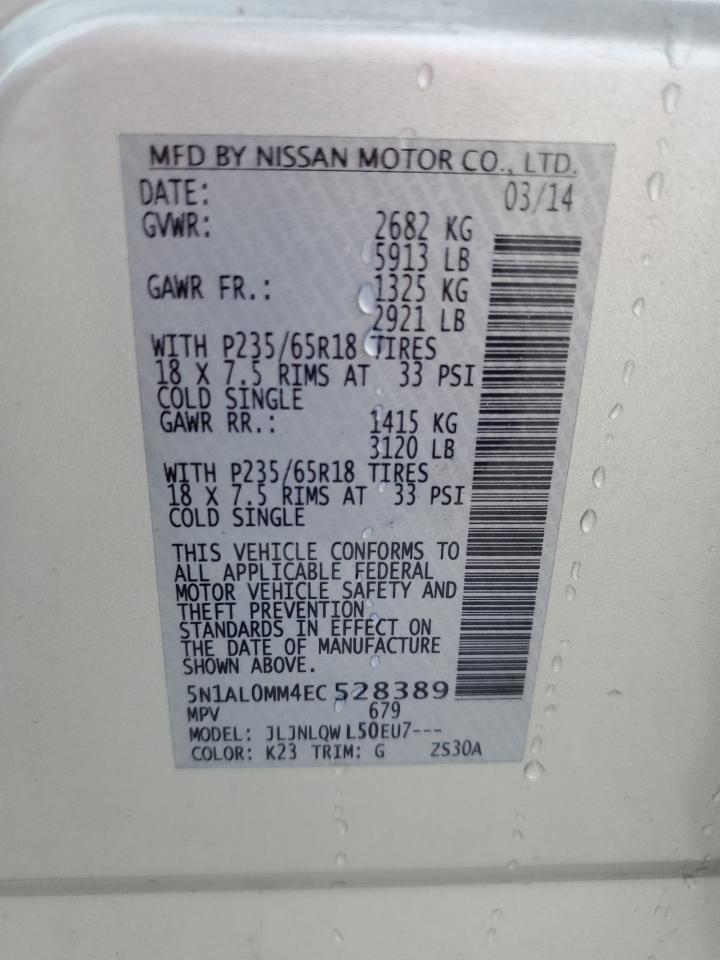 MFD BY NISSAN MOTOR CO., LTD.
DATE: 03/14
GVWR: 2682 KG
5913 LB
GAWR FR.: 1325 KG
2921 LB
WITH P235/65R18 TIRES
18 X 7.5 RIMS AT 33 PSI
COLD SINGLE
GAWR RR.: 1415 KG
3120 LB
WITH P235/65R18 TIRES
18 X 7.5 RIMS AT 33 PSI
COLD SINGLE
THIS VEHICLE CONFORMS TO
ALL APPLICABLE FEDERAL
MOTOR VEHICLE SAFETY AND
THEFT PREVENTION
STANDARDS IN EFFECT ON
THE DATE OF MANUFACTURE
SHOWN ABOVE.
5N1AL0MM4EC 528389
MPV 679
MODEL: JLJNLQW L50EU7---
COLOR: K23 TRIM: G ZS30A